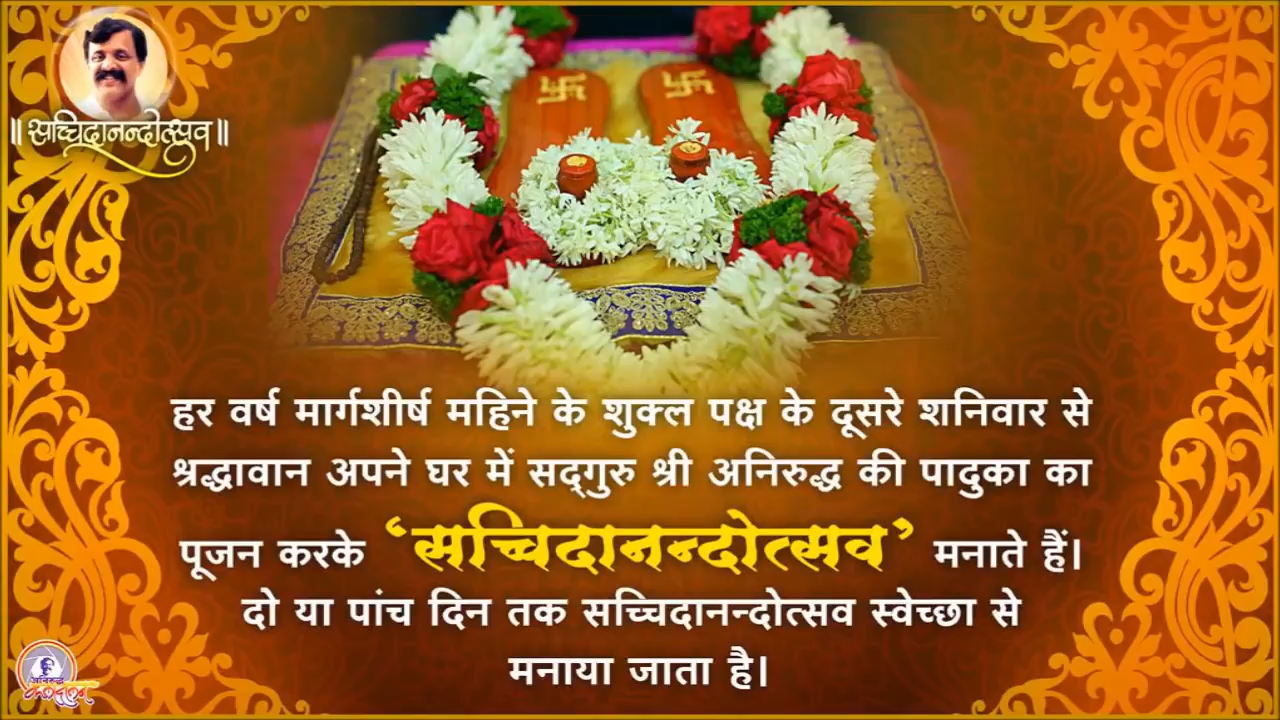 ॥ सच्चिदानन्दोत्सव ॥
हर वर्ष मार्गशीर्ष महिने के शुक्ल पक्ष के दूसरे शनिवार से
श्रद्धावान अपने घर में सद्‌गुरु श्री अनिरुद्ध की पादुका का
पूजन करके ‘सच्चिदानन्दोत्सव’ मनाते हैं।
दो या पांच दिन तक सच्चिदानन्दोत्सव स्वेच्छा से
मनाया जाता है।
अनिरुद्ध